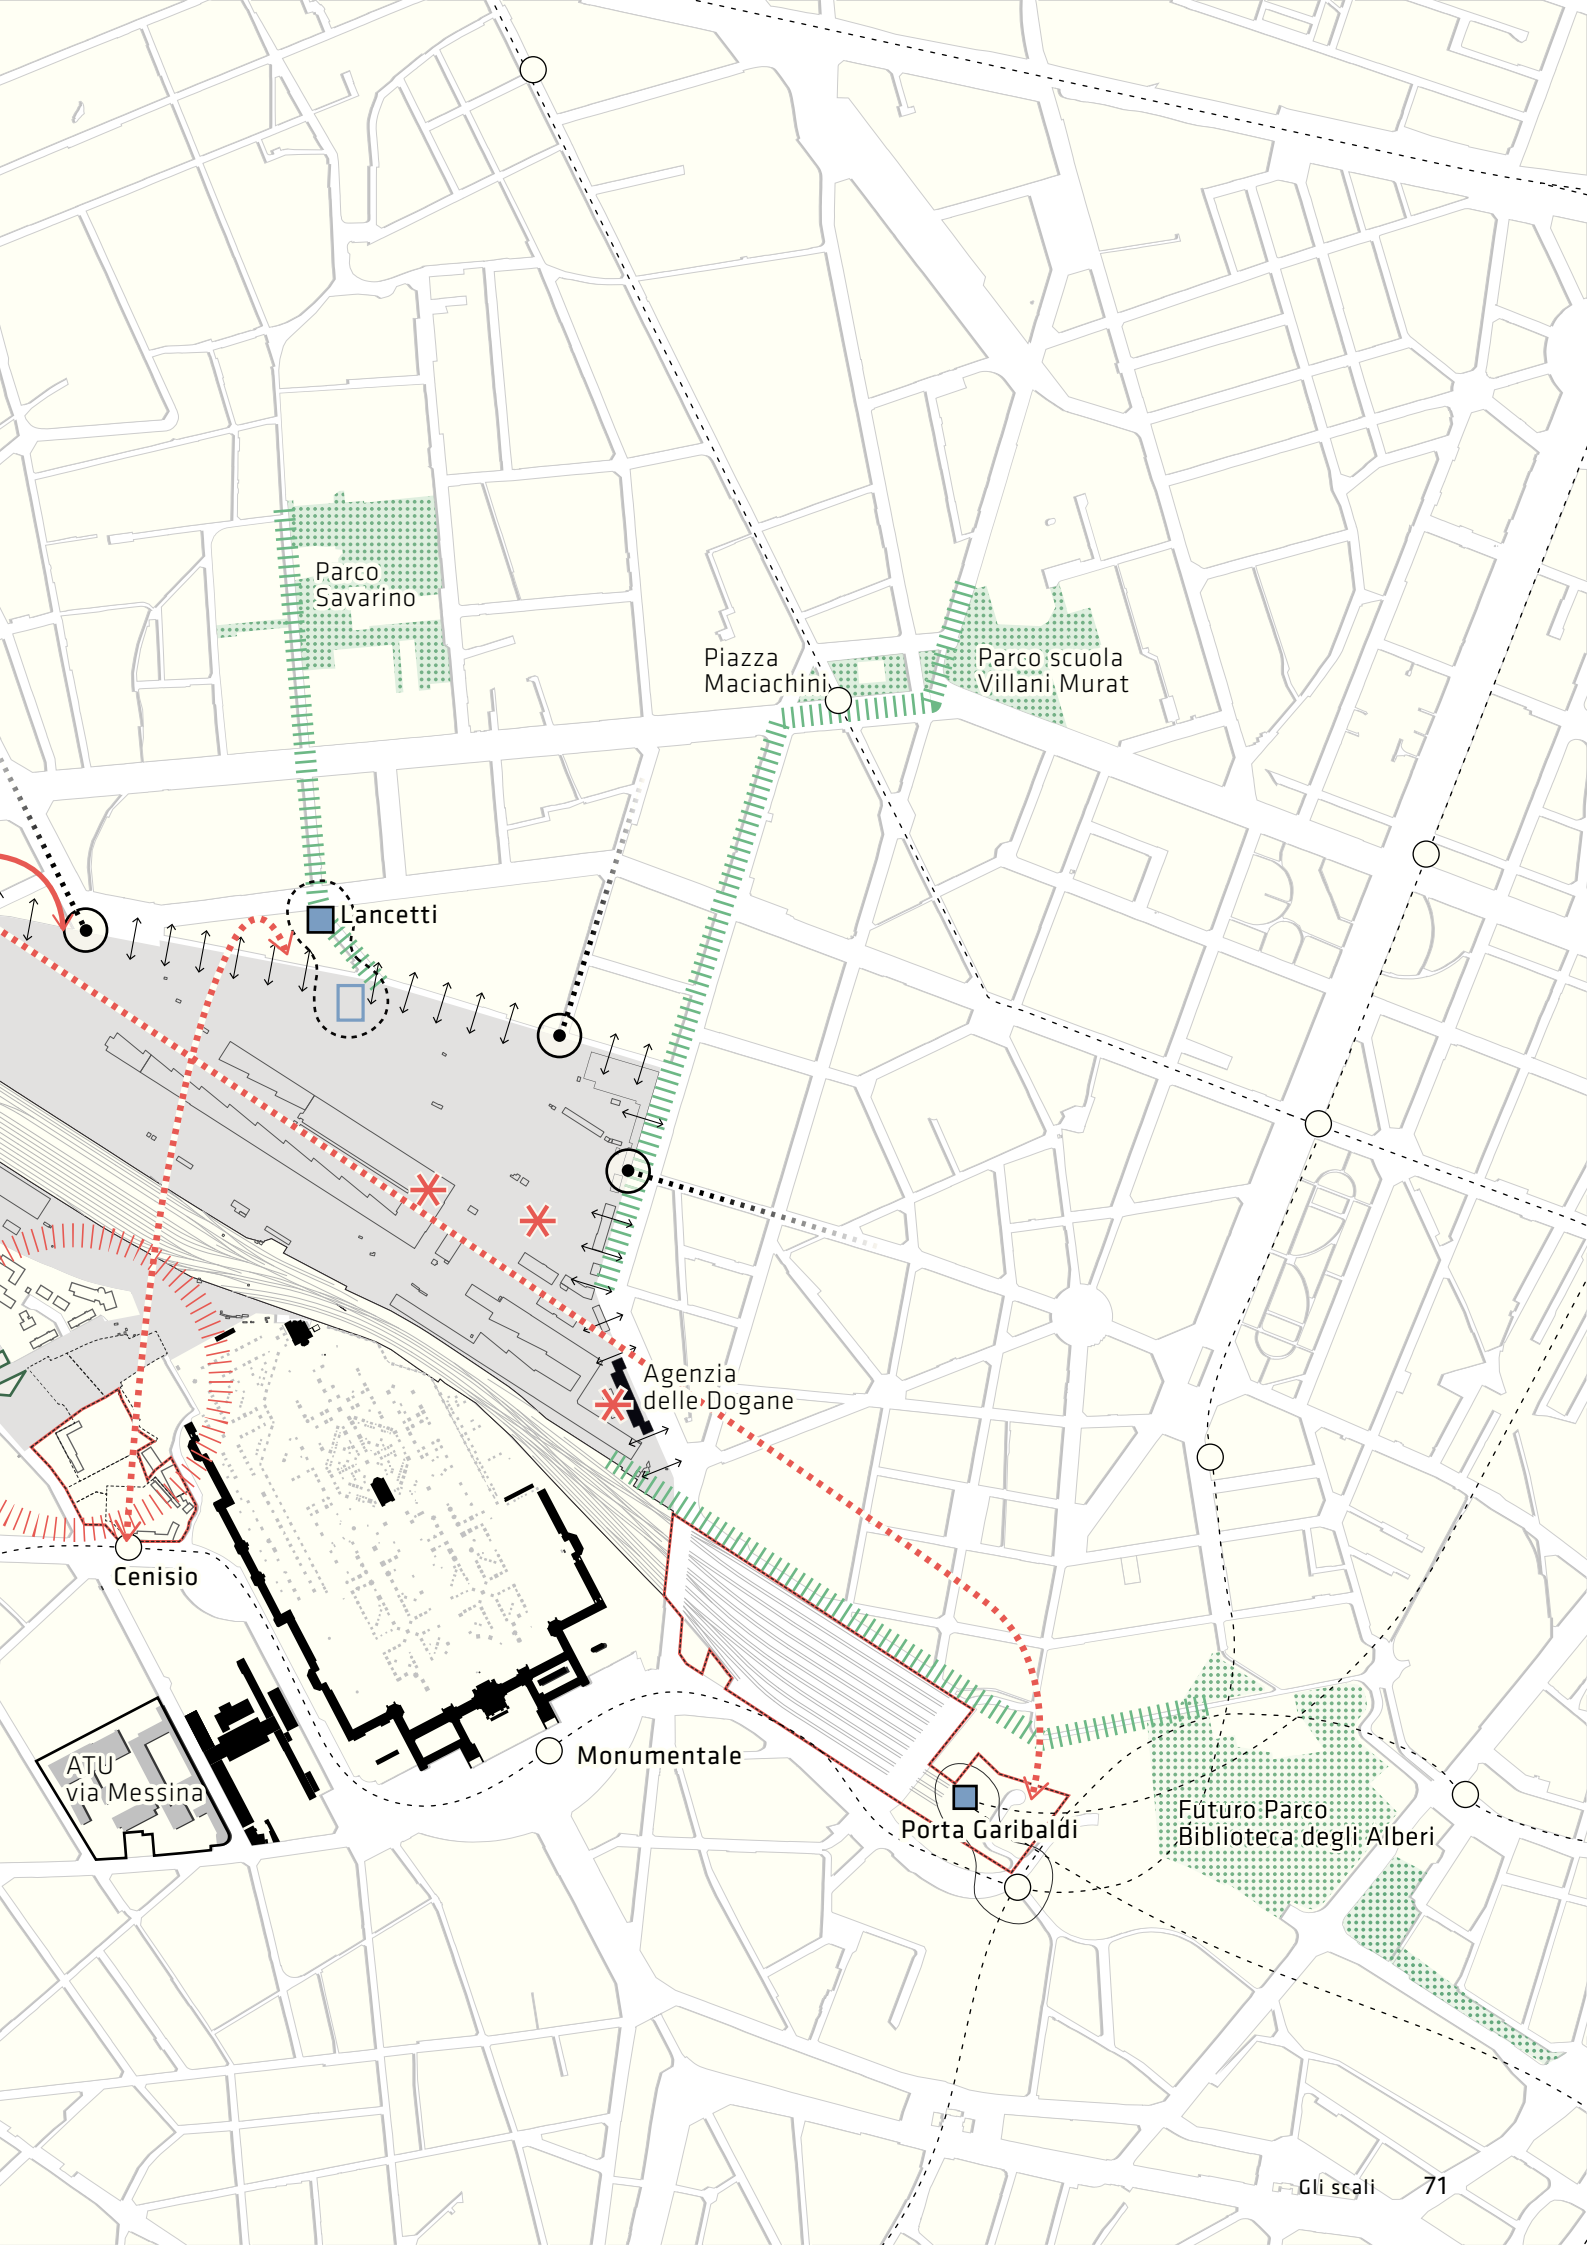 Parco
Savarino
Piazza
Maciachini
Parco scuola
Villani Murat
Lancetti
Agenzia
delle Dogane
Cenisio
Monumentale
ATU
via Messina
Porta Garibaldi
Futuro Parco
Biblioteca degli Alberi
Gli scali 71